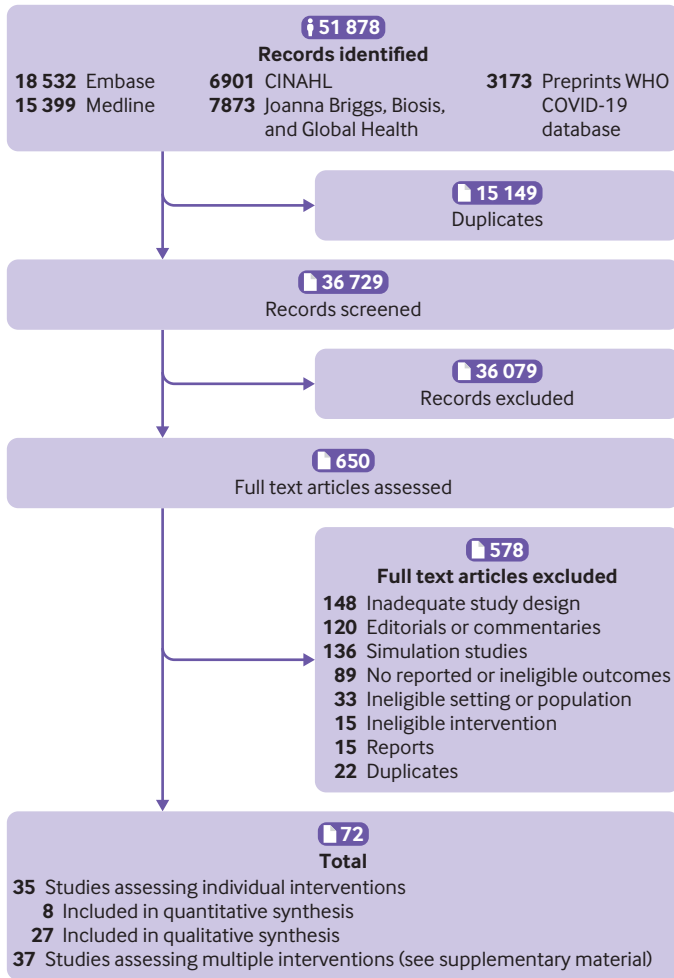 51 878
Records identified
18 532 Embase
15 399 Medline
6901 CINAHL
7873 Joanna Briggs, Biosis,
and Global Health
3173 Preprints WHO
COVID-19
database
15 149
Duplicates
36 729
Records screened
36 079
Records excluded
650
Full text articles assessed
578
Full text articles excluded
148 Inadequate study design
120 Editorials or commentaries
136 Simulation studies
89 No reported or ineligible outcomes
33 Ineligible setting or population
15 Ineligible intervention
15 Reports
22 Duplicates
72
Total
35 Studies assessing individual interventions
8 Included in quantitative synthesis
27 Included in qualitative synthesis
37 Studies assessing multiple interventions (see supplementary material)